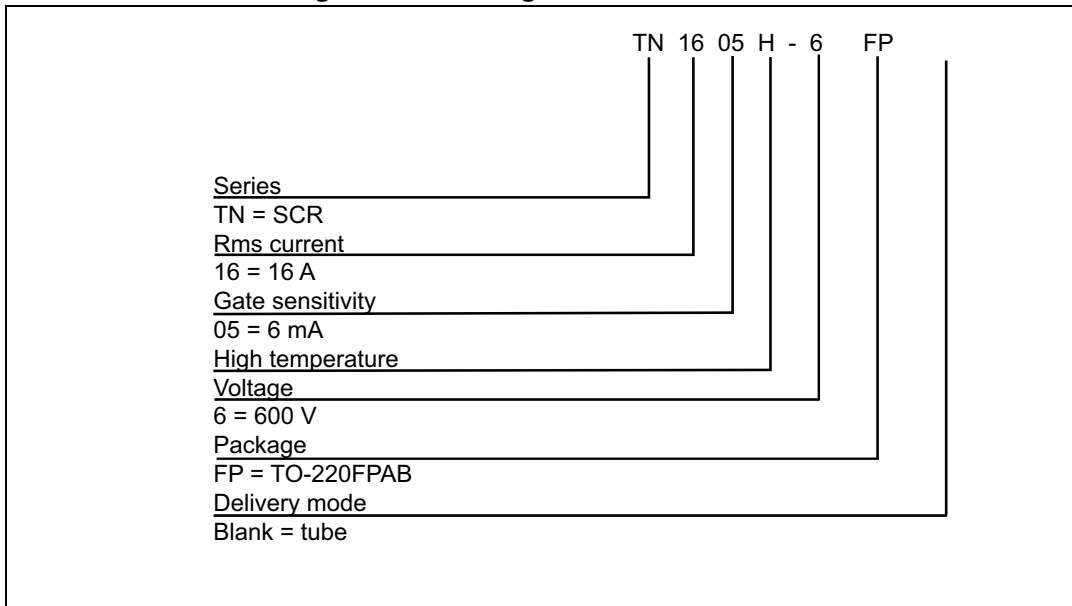 TN 16 05 H - 6 FP
Series
TN = SCR
Rms current
16 = 16 A
Gate sensitivity
05 = 6 mA
High temperature
Voltage
6 = 600 V
Package
FP = TO-220FPAB
Delivery mode
Blank = tube